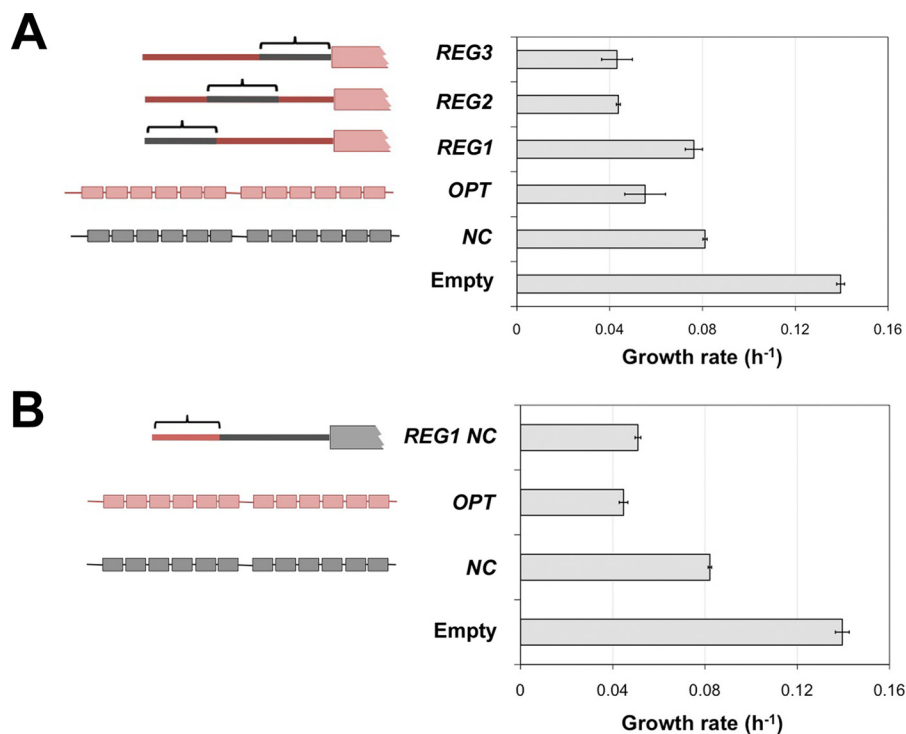 A
REG3
REG2
REG1
OPT
NC
Empty
0 0.04 0.08 0.12 0.16
Growth rate (h-1)
B
REG1 NC
OPT
NC
Empty
0 0.04 0.08 0.12 0.16
Growth rate (h-1)